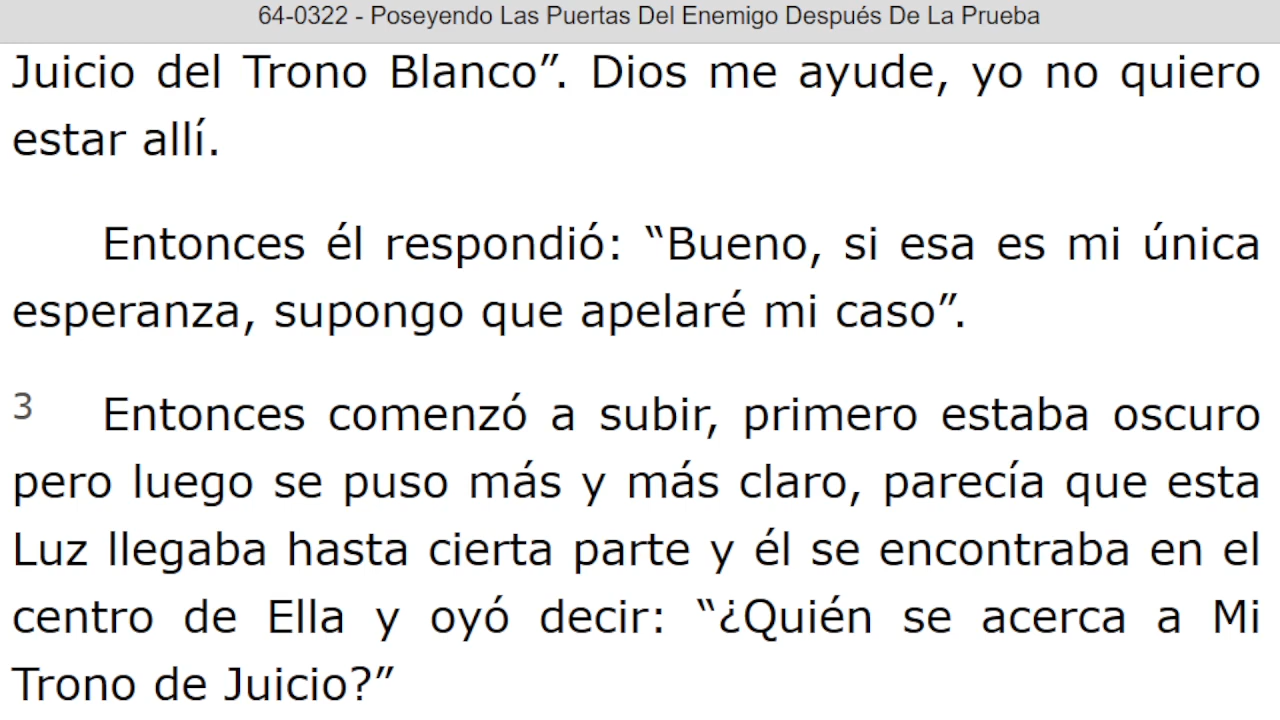 64-0322 - Poseyendo Las Puertas Del Enemigo Después De La Prueba
Juicio del Trono Blanco”. Dios me ayude, yo no quiero
estar allí.
Entonces él respondió: “Bueno, si esa es mi única
esperanza, supongo que apelaré mi caso”.
3 Entonces comenzó a subir, primero estaba oscuro
pero luego se puso más y más claro, parecía que esta
Luz llegaba hasta cierta parte y él se encontraba en el
centro de Ella y oyó decir: “¿Quién se acerca a Mi
Trono de Juicio?”